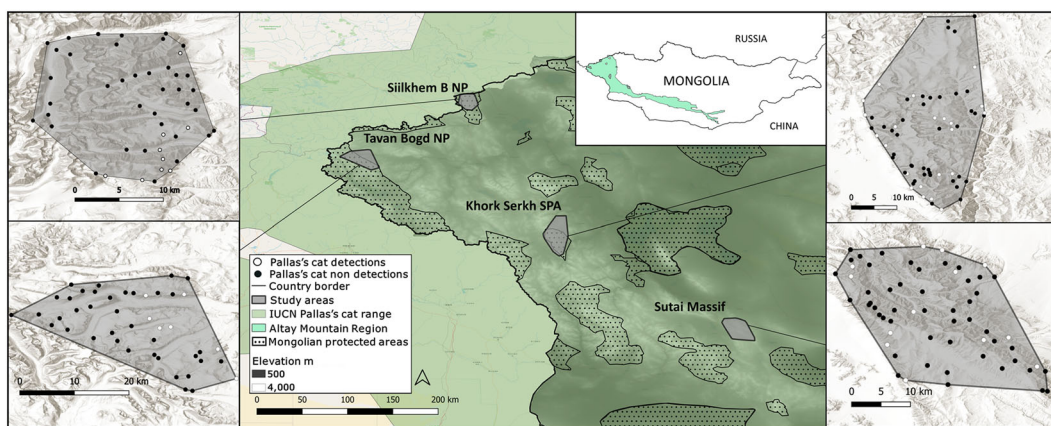 RUSSIA
MONGOLIA
CHINA
Siilkhem B NP
Tavan Bogd NP
Khork Serkh SPA
Sutai Massif
0 5 10 km
0 5 10 km
0 10 20 km
0 5 10 km
Pallas's cat detections
Pallas's cat non detections
Country border
Study areas
IUCN Pallas's cat range
Altay Mountain Region
Mongolian protected areas
Elevation m
500
4,000
0 50 100 150 200 km